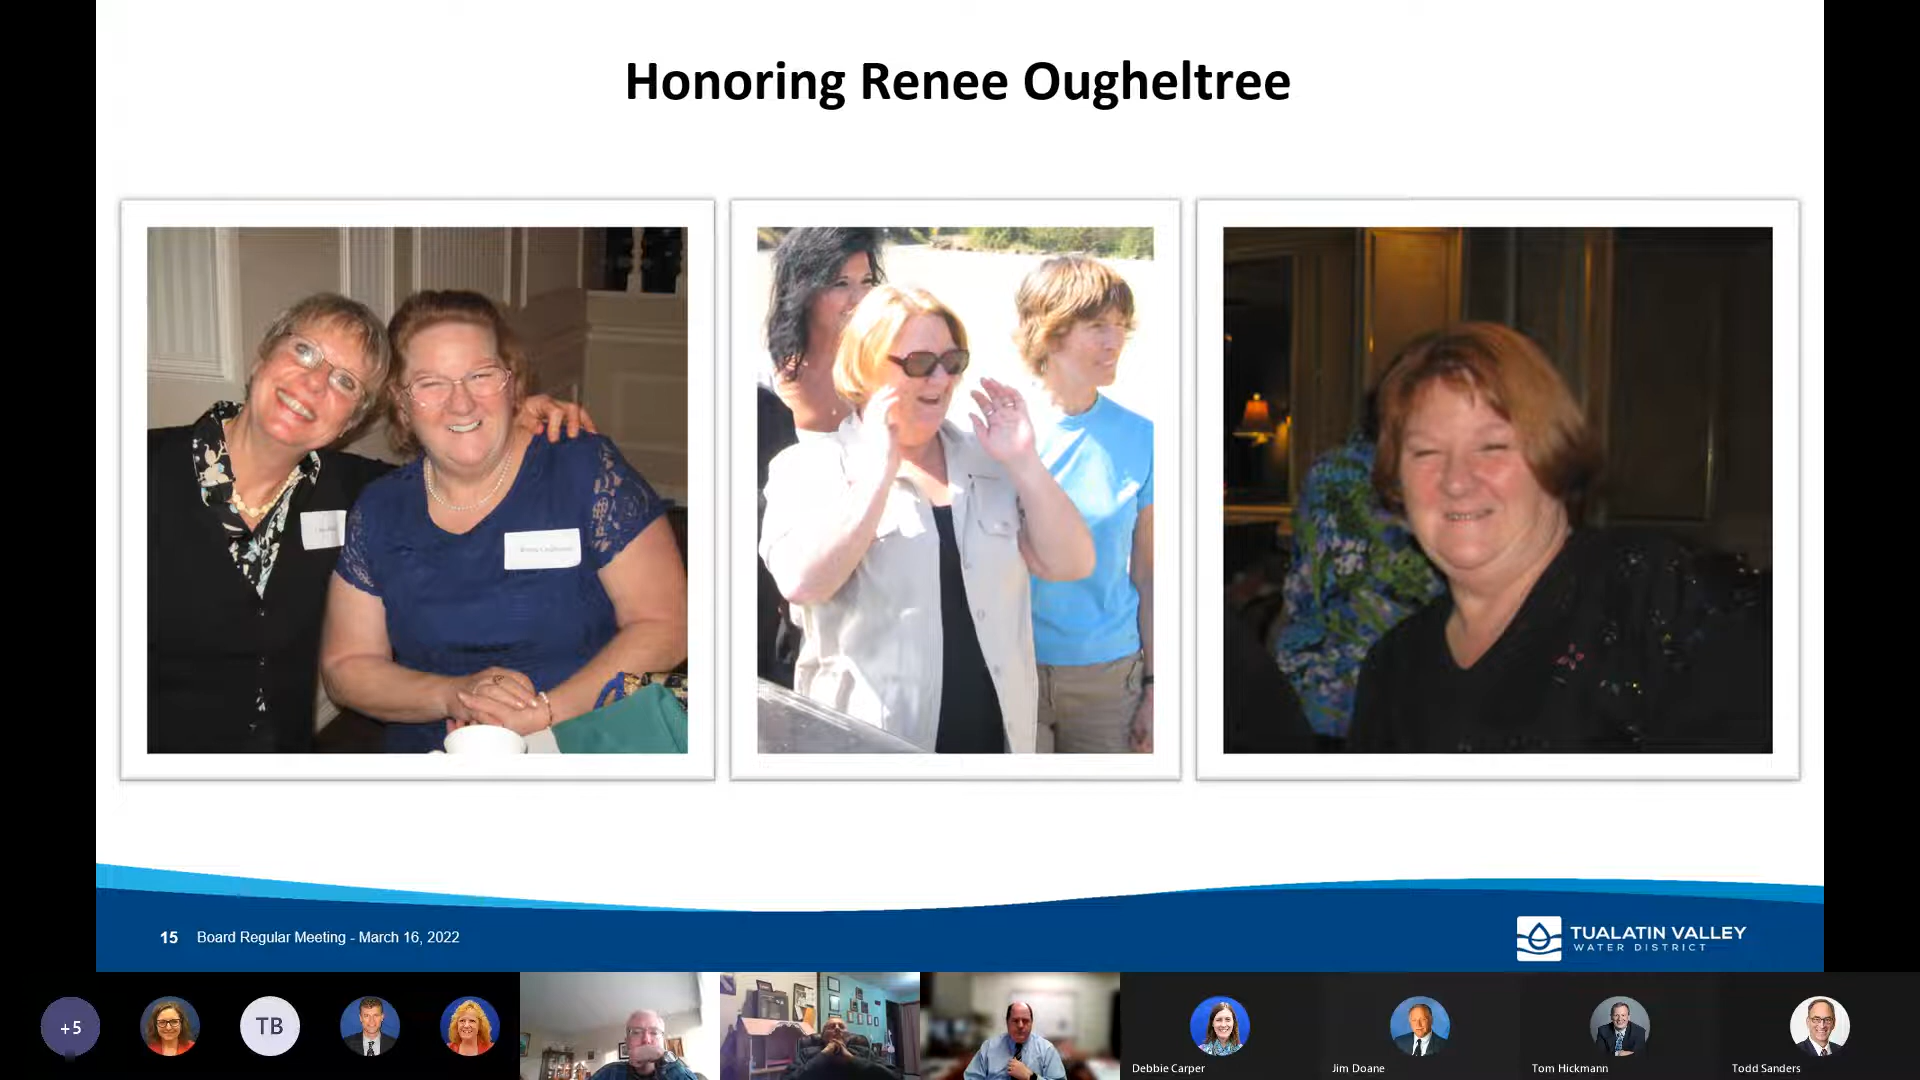 Honoring Renee Ougheltree
15 Board Regular Meeting - March 16, 2022
TUALATIN VALLEY
WATER DISTRICT
+5
TB
Debbie Carper
Jim Doane
Tom Hickmann
Todd Sanders